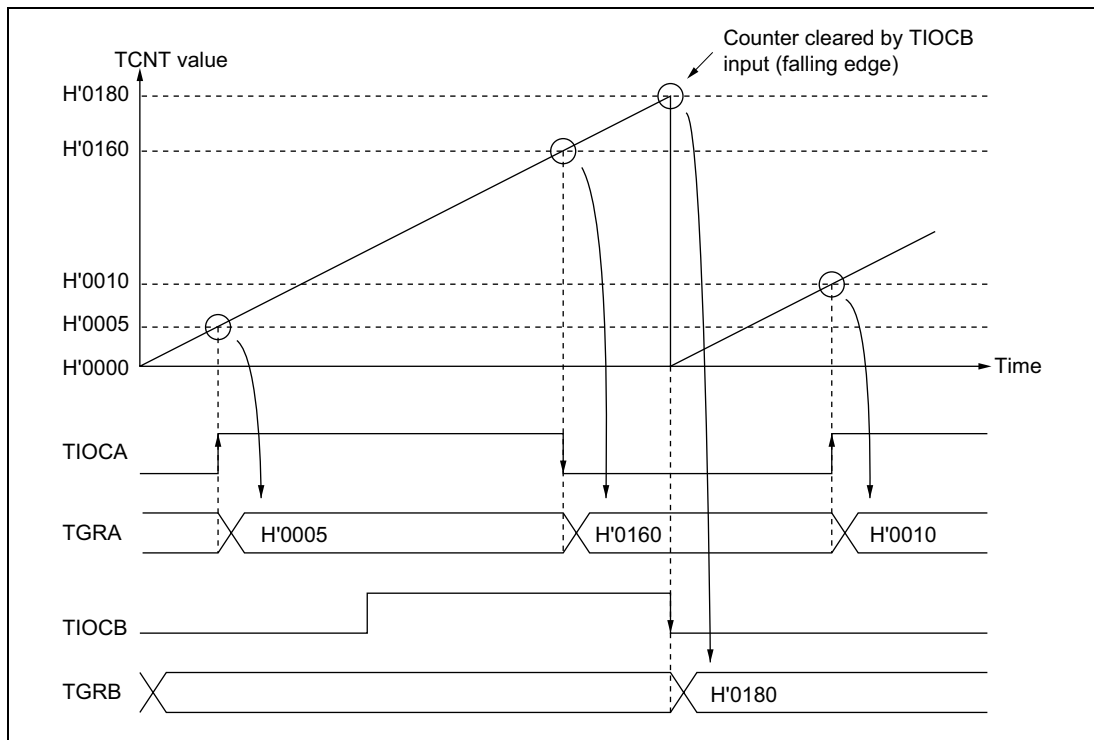 Counter cleared by TIOCB
input (falling edge)
TCNT value
H'0180
H'0160
H'0010
H'0005
H'0000
Time
TIOCA
TGRA
H'0005
H'0160
H'0010
TIOCB
TGRB
H'0180